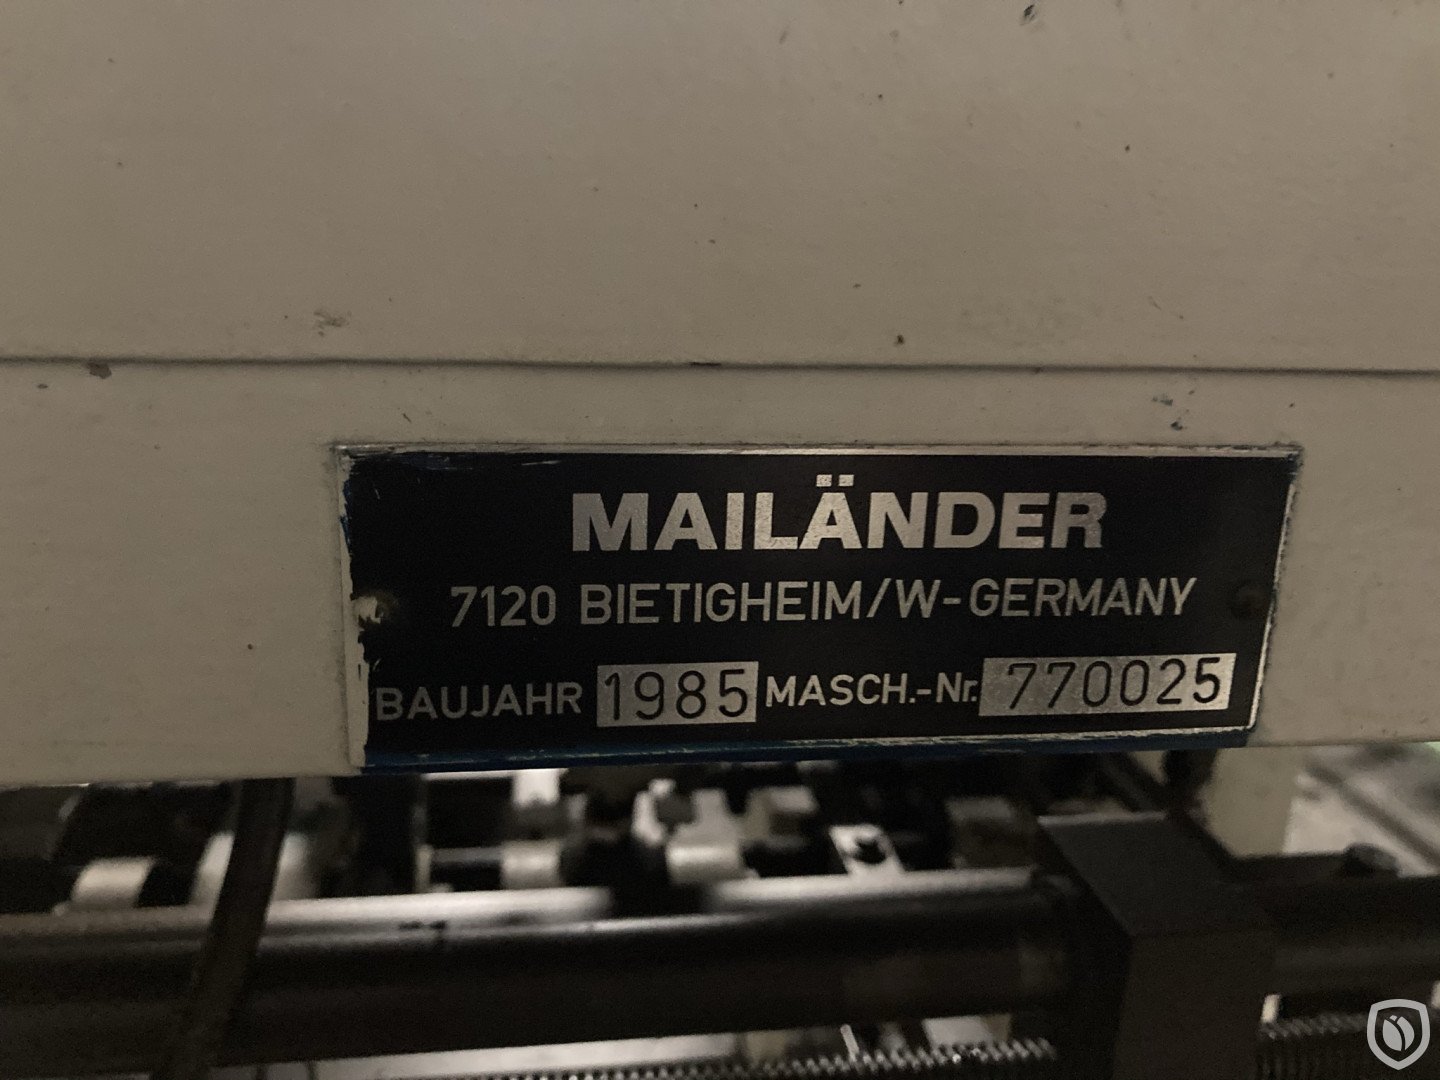 MAILÄNDER
7120 BIETIGHEIM/W-GERMANY
BAUJAHR 1985 MASCH.-Nr. 770025